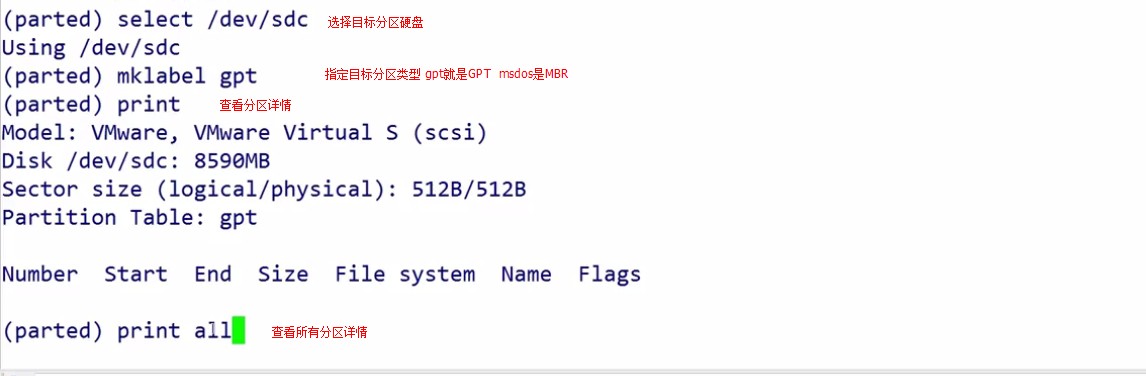 (parted) select /dev/sdc 选择目标分区硬盘
Using /dev/sdc
(parted) mklabel gpt 指定目标分区类型 gpt就是GPT msdos是MBR
(parted) print 查看分区详情
Model: VMware, VMware Virtual S (scsi)
Disk /dev/sdc: 8590MB
Sector size (logical/physical): 512B/512B
Partition Table: gpt
Number Start End Size File system Name Flags
(parted) print all 查看所有分区详情